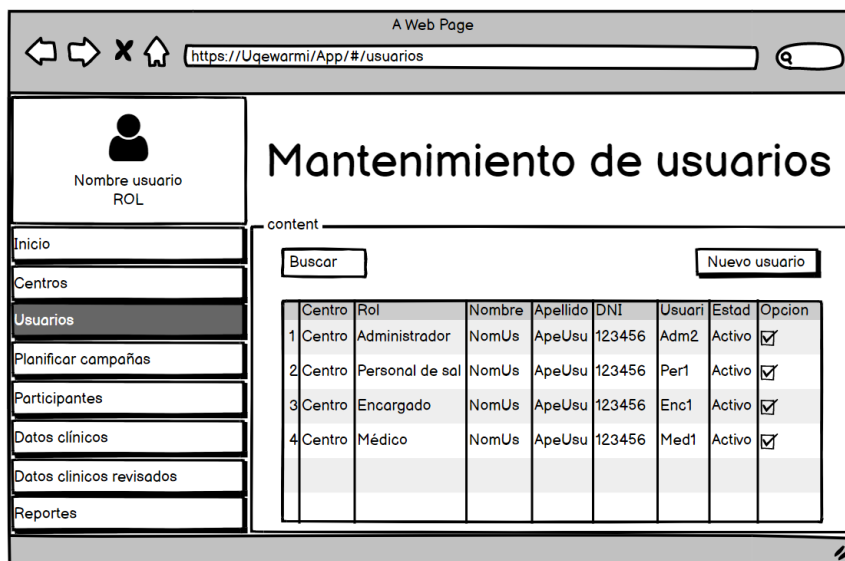 A Web Page
https://Uqewarmi/App/#/usuarios
Nombre usuario
ROL
Mantenimiento de usuarios
content
Inicio
Centros
Usuarios
Planificar campañas
Participantes
Datos clínicos
Datos clinicos revisados
Reportes
Buscar
Nuevo usuario
Centro Rol Nombre Apellido DNI Usuari Estad Opcion
1 Centro Administrador NomUs ApeUsu 123456 Adm2 Activo
2 Centro Personal de sal NomUs ApeUsu 123456 Per1 Activo
3 Centro Encargado NomUs ApeUsu 123456 Enc1 Activo
4 Centro Médico NomUs ApeUsu 123456 Med1 Activo